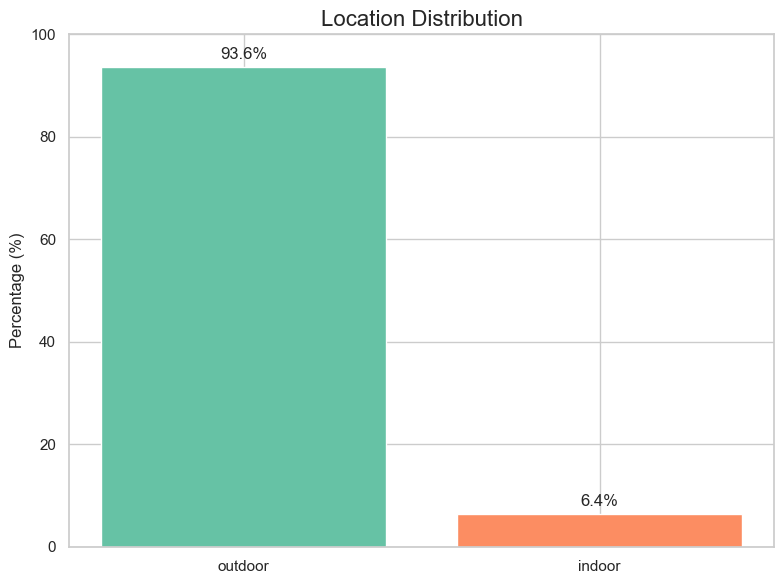 Location Distribution
Percentage (%)
100
80
60
40
20
0
93.6%
6.4%
outdoor
indoor